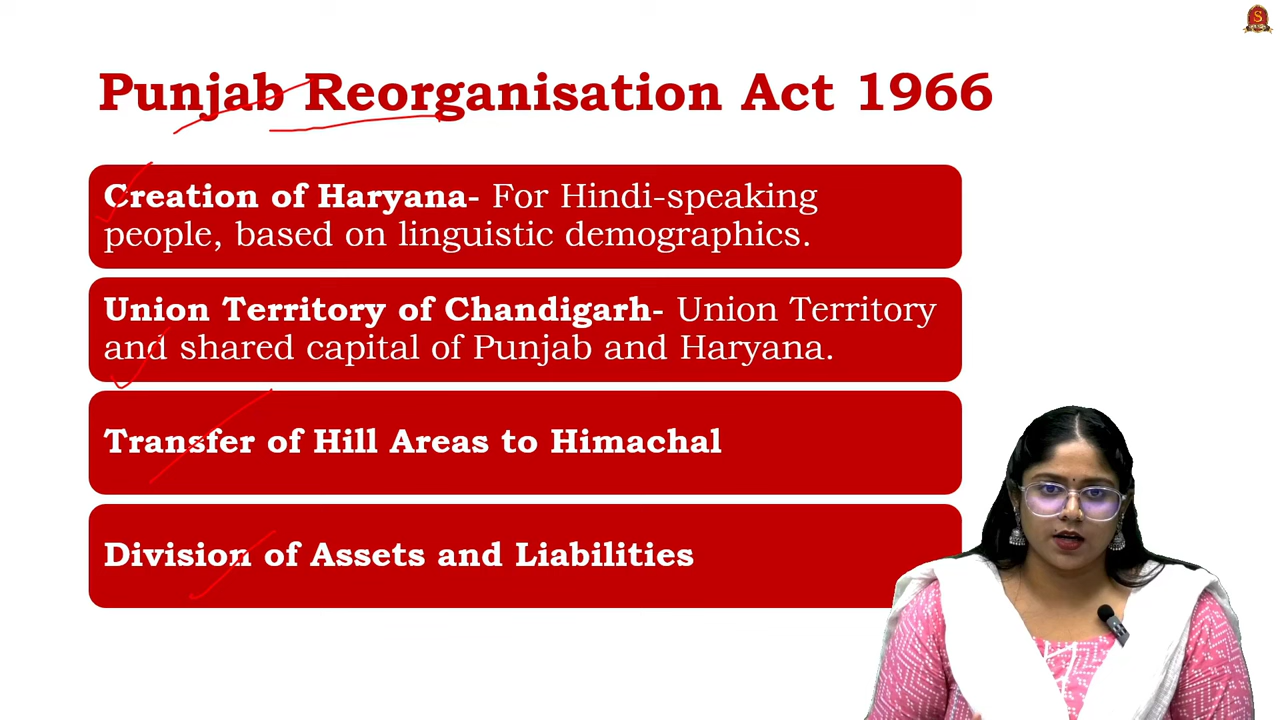 Punjab Reorganisation Act 1966
Creation of Haryana- For Hindi-speaking
people, based on linguistic demographics.
Union Territory of Chandigarh- Union Territory
and shared capital of Punjab and Haryana.
Transfer of Hill Areas to Himachal
Division of Assets and Liabilities